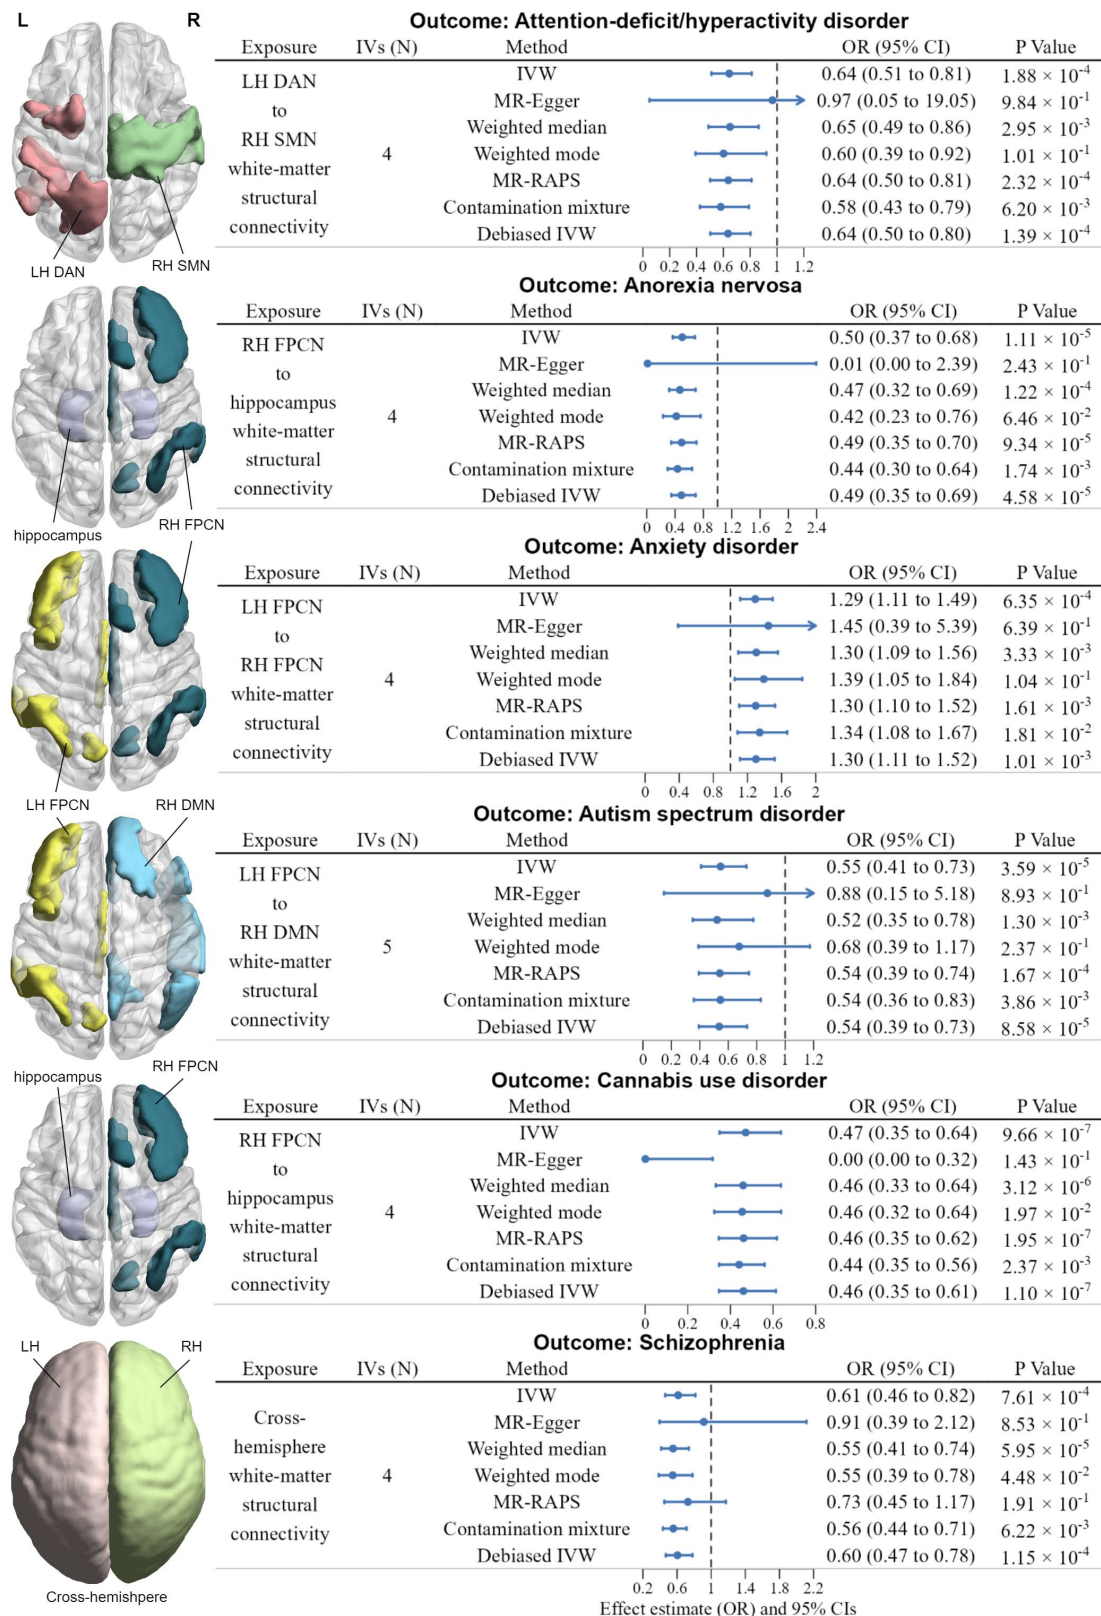 L R
Outcome: Attention-deficit/hyperactivity disorder
Exposure IVs (N) Method OR (95% CI) P Value
LH DAN to RH SMN white-matter structural connectivity
4
LH DAN
RH SMN
IVW 0.64 (0.51 to 0.81) 1.88 × 10-4
MR-Egger 0.97 (0.05 to 19.05) 9.84 × 10-1
Weighted median 0.65 (0.49 to 0.86) 2.95 × 10-3
Weighted mode 0.60 (0.39 to 0.92) 1.01 × 10-1
MR-RAPS 0.64 (0.50 to 0.81) 2.32 × 10-4
Contamination mixture 0.58 (0.43 to 0.79) 6.20 × 10-3
Debiased IVW 0.64 (0.50 to 0.80) 1.39 × 10-4
0 0.2 0.4 0.6 0.8 1 1.2
Outcome: Anorexia nervosa
Exposure IVs (N) Method OR (95% CI) P Value
RH FPCN to hippocampus white-matter structural connectivity
4
hippocampus
RH FPCN
IVW 0.50 (0.37 to 0.68) 1.11 × 10-5
MR-Egger 0.01 (0.00 to 2.39) 2.43 × 10-1
Weighted median 0.47 (0.32 to 0.69) 1.22 × 10-4
Weighted mode 0.42 (0.23 to 0.76) 6.46 × 10-2
MR-RAPS 0.49 (0.35 to 0.70) 9.34 × 10-5
Contamination mixture 0.44 (0.30 to 0.64) 1.74 × 10-3
Debiased IVW 0.49 (0.35 to 0.69) 4.58 × 10-5
0 0.4 0.8 1.2 1.6 2 2.4
Outcome: Anxiety disorder
Exposure IVs (N) Method OR (95% CI) P Value
LH FPCN to RH FPCN white-matter structural connectivity
4
IVW 1.29 (1.11 to 1.49) 6.35 × 10-4
MR-Egger 1.45 (0.39 to 5.39) 6.39 × 10-1
Weighted median 1.30 (1.09 to 1.56) 3.33 × 10-3
Weighted mode 1.39 (1.05 to 1.84) 1.04 × 10-1
MR-RAPS 1.30 (1.10 to 1.52) 1.61 × 10-3
Contamination mixture 1.34 (1.08 to 1.67) 1.81 × 10-2
Debiased IVW 1.30 (1.11 to 1.52) 1.01 × 10-3
0 0.4 0.8 1.2 1.6 2
LH FPCN RH DMN
Outcome: Autism spectrum disorder
Exposure IVs (N) Method OR (95% CI) P Value
LH FPCN to RH DMN white-matter structural connectivity
5
IVW 0.55 (0.41 to 0.73) 3.59 × 10-5
MR-Egger 0.88 (0.15 to 5.18) 8.93 × 10-1
Weighted median 0.52 (0.35 to 0.78) 1.30 × 10-3
Weighted mode 0.68 (0.39 to 1.17) 2.37 × 10-1
MR-RAPS 0.54 (0.39 to 0.74) 1.67 × 10-4
Contamination mixture 0.54 (0.36 to 0.83) 3.86 × 10-3
Debiased IVW 0.54 (0.39 to 0.73) 8.58 × 10-5
0 0.2 0.4 0.6 0.8 1 1.2
hippocampus RH FPCN
Outcome: Cannabis use disorder
Exposure IVs (N) Method OR (95% CI) P Value
RH FPCN to hippocampus white-matter structural connectivity
4
IVW 0.47 (0.35 to 0.64) 9.66 × 10-7
MR-Egger 0.00 (0.00 to 0.32) 1.43 × 10-1
Weighted median 0.46 (0.33 to 0.64) 3.12 × 10-6
Weighted mode 0.46 (0.32 to 0.64) 1.97 × 10-2
MR-RAPS 0.46 (0.35 to 0.62) 1.95 × 10-7
Contamination mixture 0.44 (0.35 to 0.56) 2.37 × 10-3
Debiased IVW 0.46 (0.35 to 0.61) 1.10 × 10-7
0 0.2 0.4 0.6 0.8
LH RH
Outcome: Schizophrenia
Exposure IVs (N) Method OR (95% CI) P Value
Cross-hemisphere white-matter structural connectivity
4
IVW 0.61 (0.46 to 0.82) 7.61 × 10-4
MR-Egger 0.91 (0.39 to 2.12) 8.53 × 10-1
Weighted median 0.55 (0.41 to 0.74) 5.95 × 10-5
Weighted mode 0.55 (0.39 to 0.78) 4.48 × 10-2
MR-RAPS 0.73 (0.45 to 1.17) 1.91 × 10-1
Contamination mixture 0.56 (0.44 to 0.71) 6.22 × 10-3
Debiased IVW 0.60 (0.47 to 0.78) 1.15 × 10-4
0.2 0.6 1 1.4 1.8 2.2
Cross-hemishpere
Effect estimate (OR) and 95% CIs